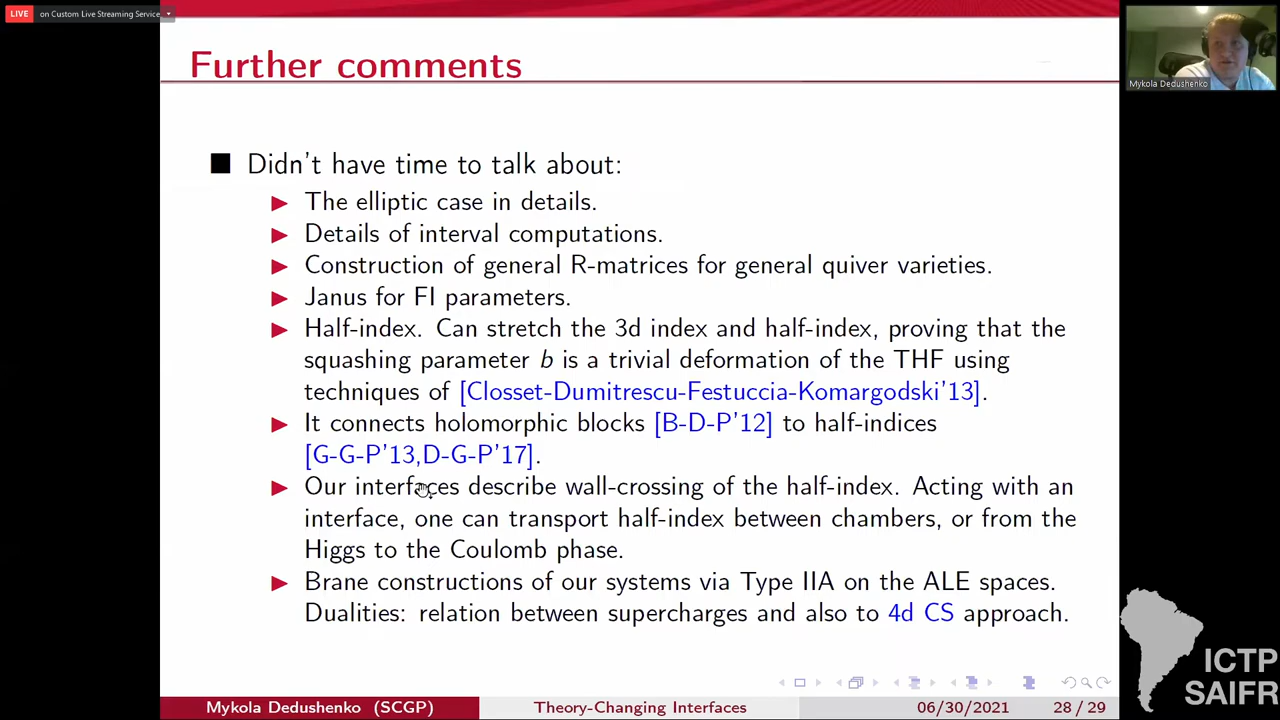 LIVE on Custom Live Streaming Service
Mykola Dedushenko
Further comments
Didn't have time to talk about:
The elliptic case in details.
Details of interval computations.
Construction of general R-matrices for general quiver varieties.
Janus for FI parameters.
Half-index. Can stretch the 3d index and half-index, proving that the
squashing parameter b is a trivial deformation of the THF using
techniques of [Closset-Dumitrescu-Festuccia-Komargodski'13].
It connects holomorphic blocks [B-D-P'12] to half-indices
[G-G-P'13,D-G-P'17].
Our interfaces describe wall-crossing of the half-index. Acting with an
interface, one can transport half-index between chambers, or from the
Higgs to the Coulomb phase.
Brane constructions of our systems via Type IIA on the ALE spaces.
Dualities: relation between supercharges and also to 4d CS approach.
Mykola Dedushenko (SCGP) Theory-Changing Interfaces 06/30/2021 28 / 29
ICTP
SAIFR